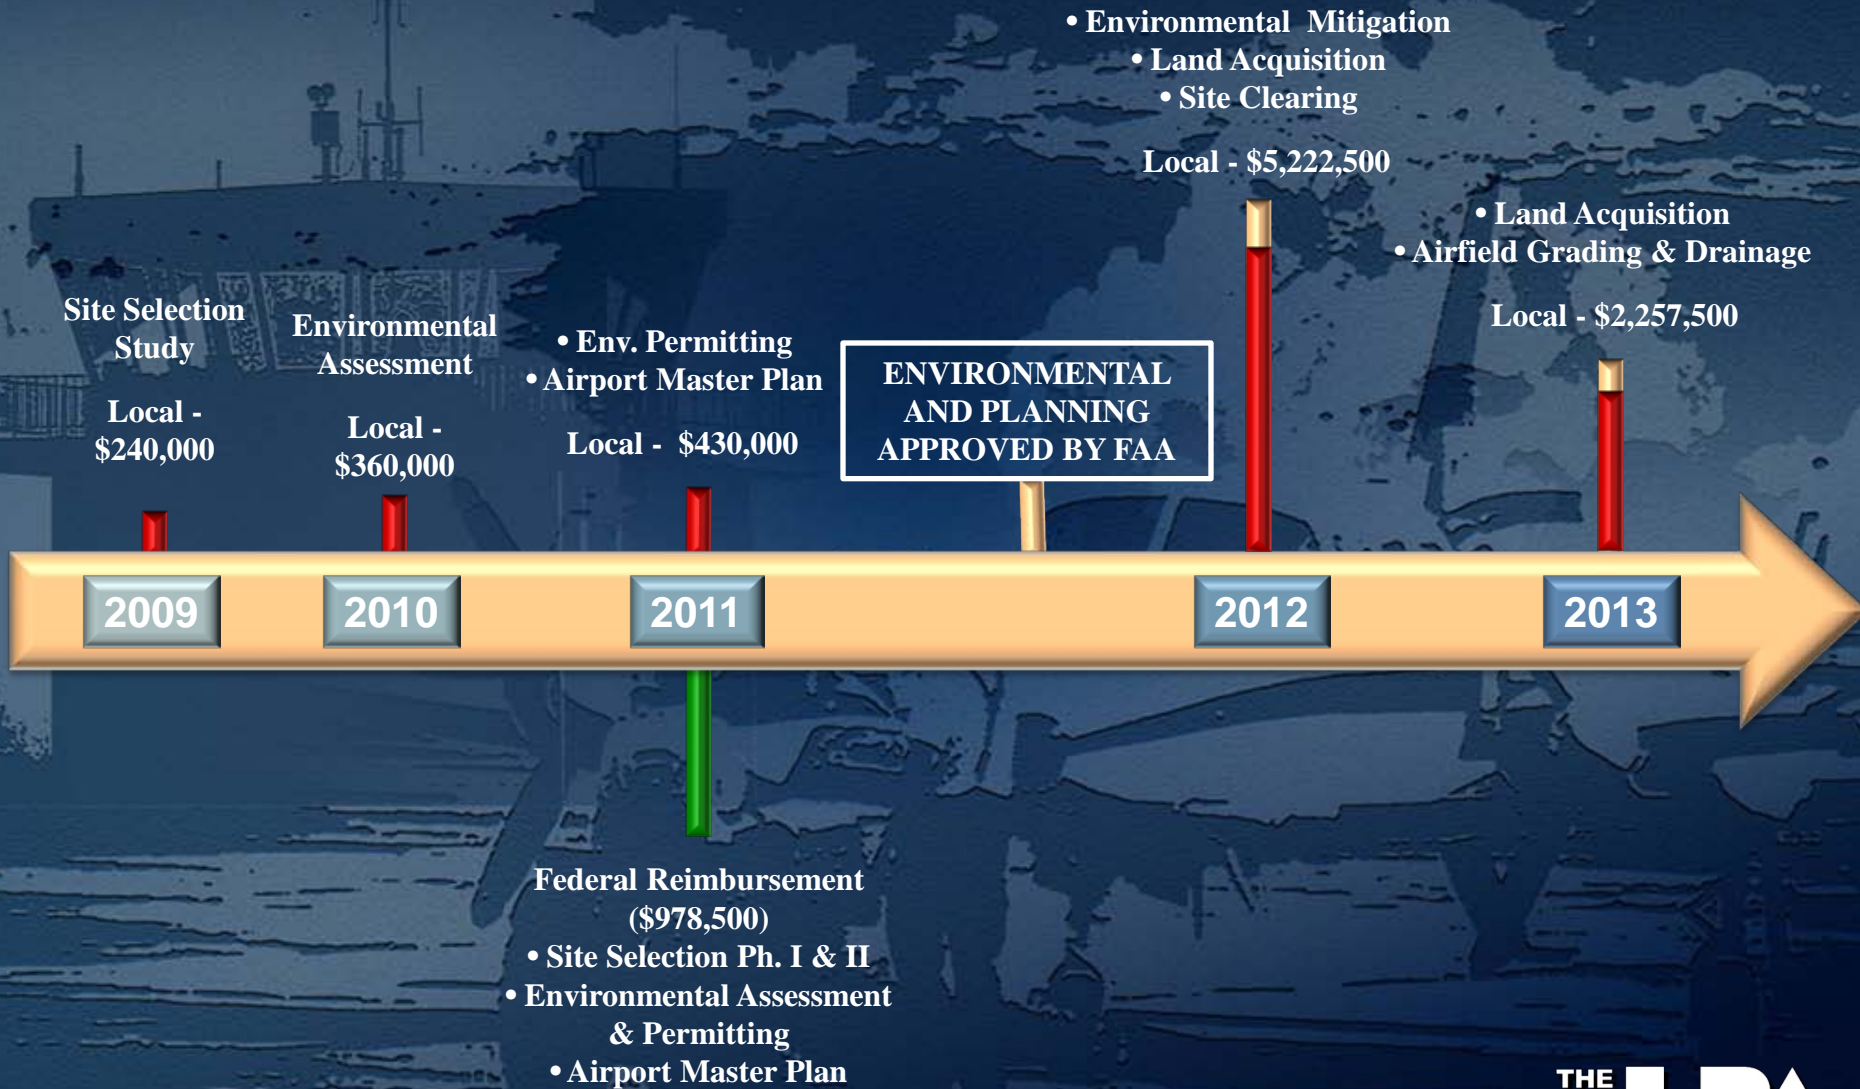 • Environmental  Mitigation
• Land Acquisition
• Site Clearing
Local - $5,222,500
• Land Acquisition
• Airfield Grading & Drainage
Local - $2,257,500
Site Selection
Study
Local -
$240,000
Environmental
Assessment
Local -
$360,000
• Env. Permitting
• Airport Master Plan
Local -  $430,000
ENVIRONMENTAL
AND PLANNING
APPROVED BY FAA
2009
2010
2011
2012
2013
Federal Reimbursement
($978,500)
• Site Selection Ph. I & II
• Environmental Assessment
& Permitting
• Airport Master Plan
THE